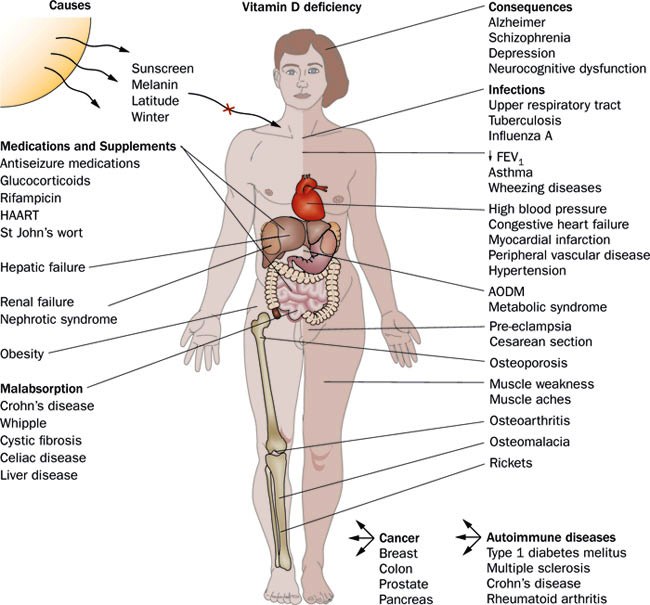 Causes
Vitamin D deficiency
Sunscreen
Melanin
Latitude
Winter
Medications and Supplements
Antiseizure medications
Glucocorticoids
Rifampicin
HAART
St John’s wort
Hepatic failure
Renal failure
Nephrotic syndrome
Obesity
Malabsorption
Crohn’s disease
Whipple
Cystic fibrosis
Celiac disease
Liver disease
Consequences
Alzheimer
Schizophrenia
Depression
Neurocognitive dysfunction
Infections
Upper respiratory tract
Tuberculosis
Influenza A
↓ FEV₁
Asthma
Wheezing diseases
High blood pressure
Congestive heart failure
Myocardial infarction
Peripheral vascular disease
Hypertension
AODM
Metabolic syndrome
Pre-eclampsia
Cesarean section
Osteoporosis
Muscle weakness
Muscle aches
Osteoarthritis
Osteomalacia
Rickets
Cancer
Breast
Colon
Prostate
Pancreas
Autoimmune diseases
Type 1 diabetes melitus
Multiple sclerosis
Crohn’s disease
Rheumatoid arthritis